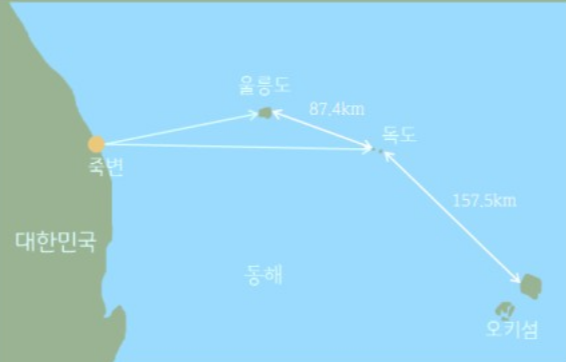 울릉도
87.4km
독도
죽변
157.5km
대한민국
동해
오키섬